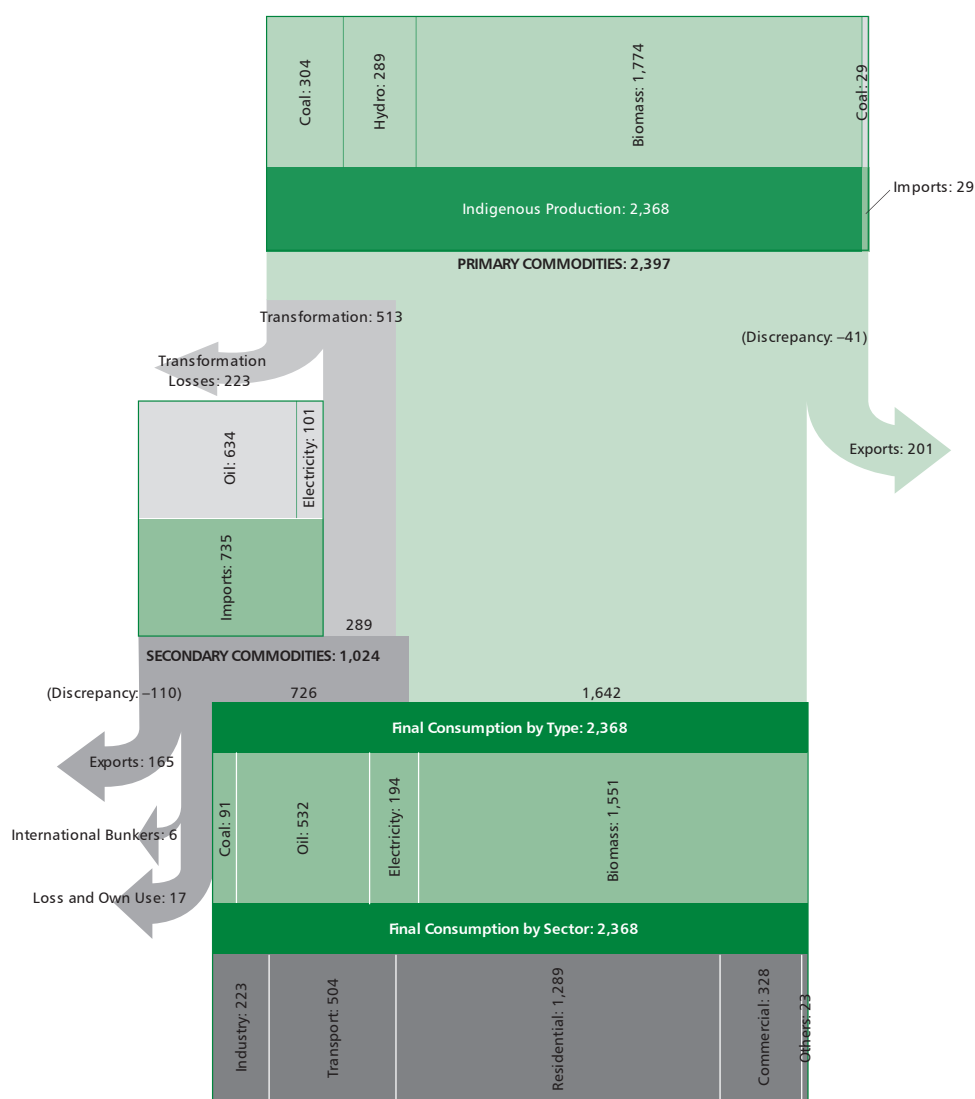 Coal: 304
Hydro: 289
Biomass: 1,774
Coal: 29
Imports: 29
Indigenous Production: 2,368
PRIMARY COMMODITIES: 2,397
Transformation: 513
(Discrepancy: –41)
Transformation
Losses: 223
Oil: 634
Electricity: 101
Exports: 201
Imports: 735
289
SECONDARY COMMODITIES: 1,024
(Discrepancy: –110)
726
1,642
Final Consumption by Type: 2,368
Exports: 165
Coal: 91
Oil: 532
Electricity: 194
Biomass: 1,551
International Bunkers: 6
Loss and Own Use: 17
Final Consumption by Sector: 2,368
Industry: 223
Transport: 504
Residential: 1,289
Commercial: 328
Others: 23